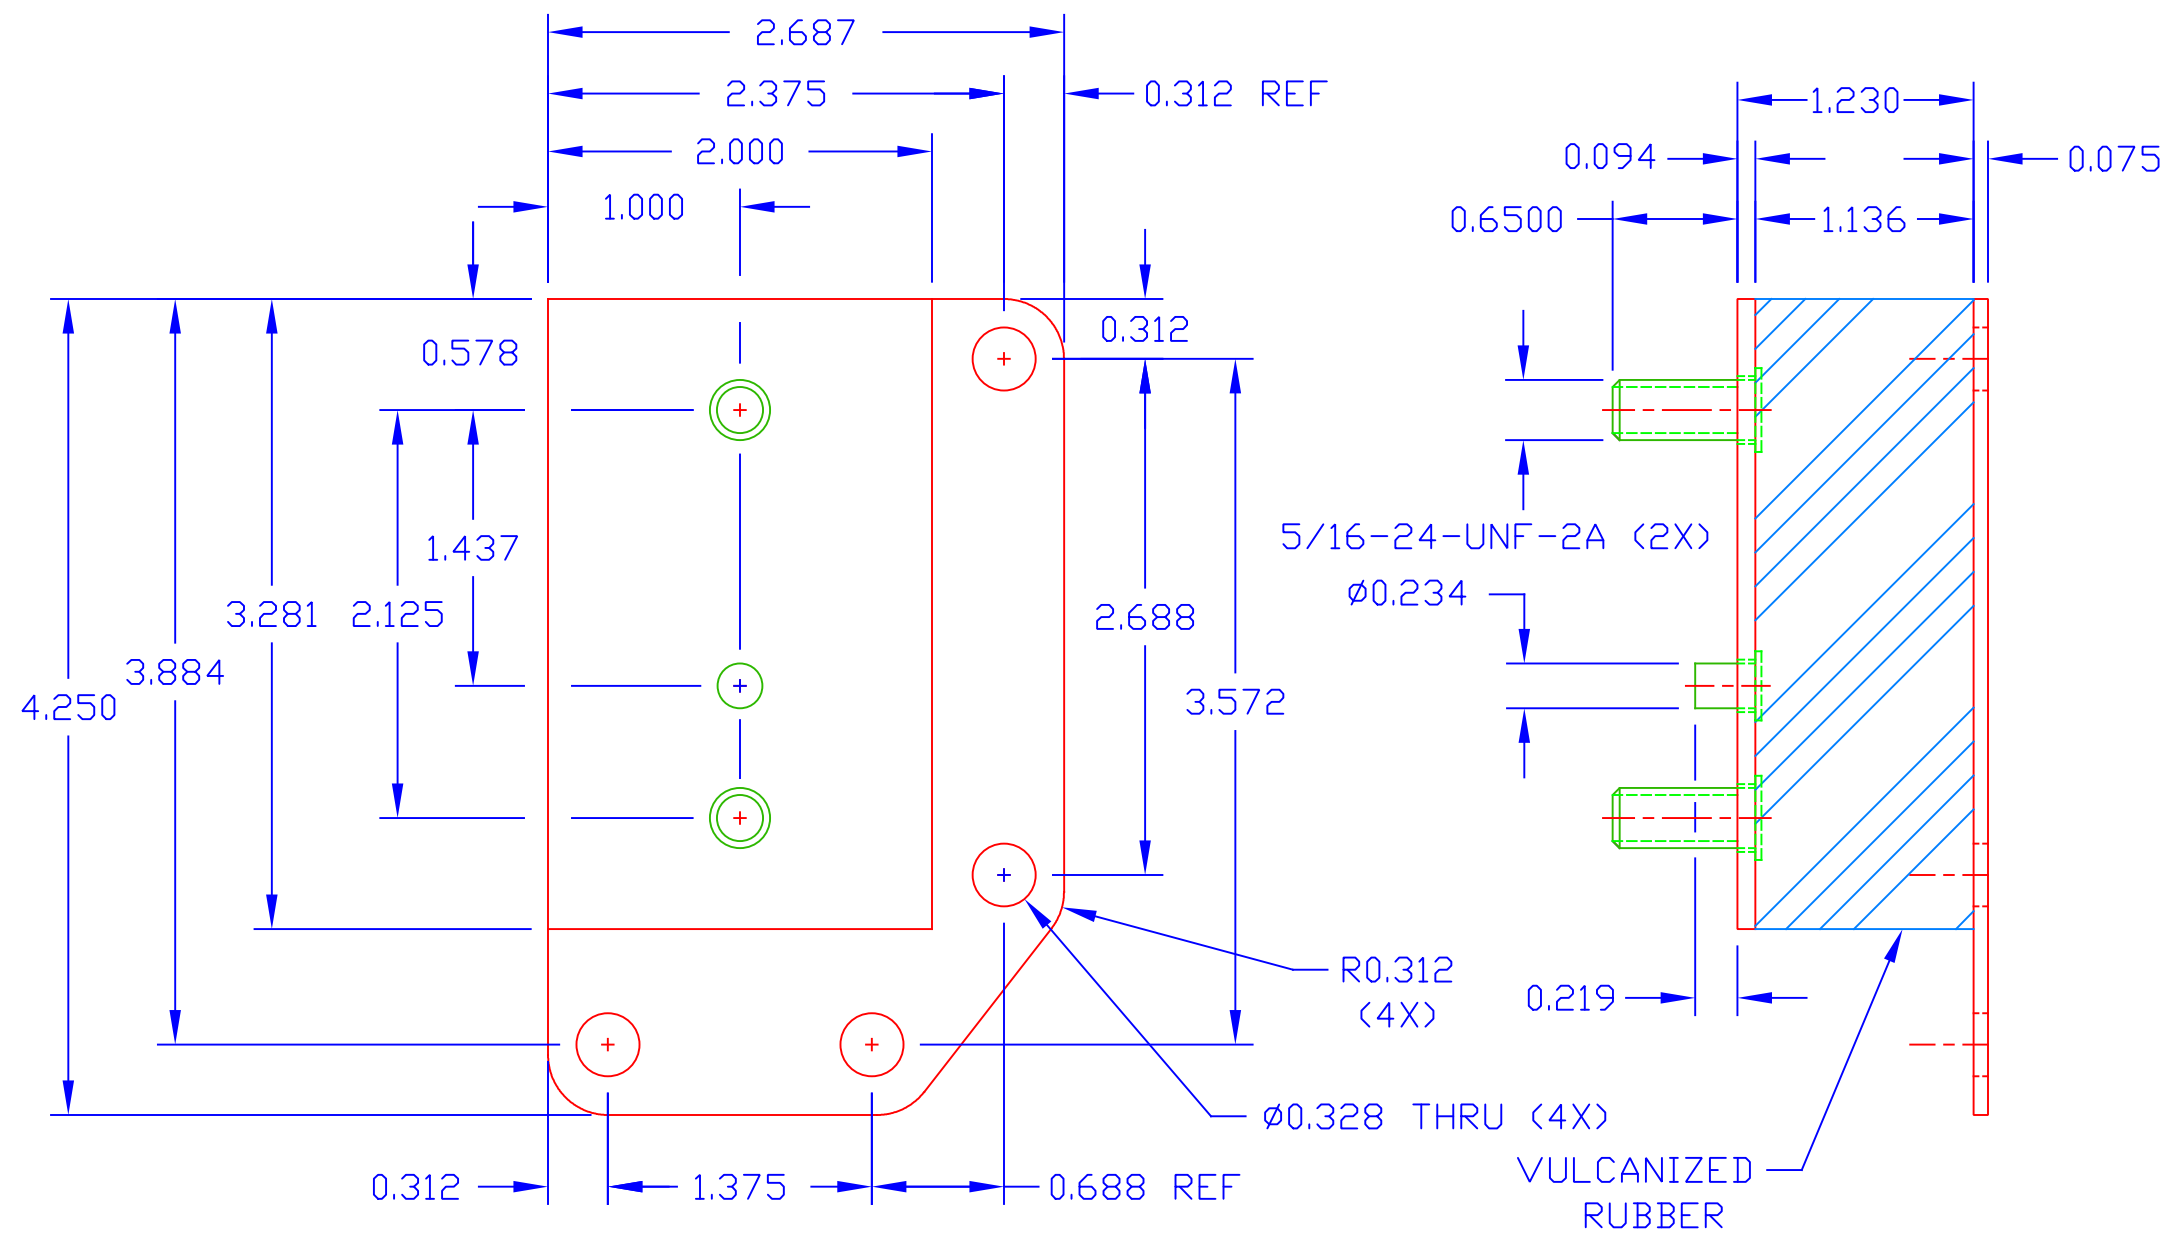 2.687
2.375
0.312 REF
1.230
2.000
0.094
0.075
1.000
0.6500
1.136
0.312
0.578
5/16-24-UNF-2A (2X)
1.437
Ø0.234
3.281
2.125
2.688
3.884
4.250
3.572
R0.312
(4X)
0.219
Ø0.328 THRU (4X)
VULCANIZED
RUBBER
0.312
1.375
0.688 REF